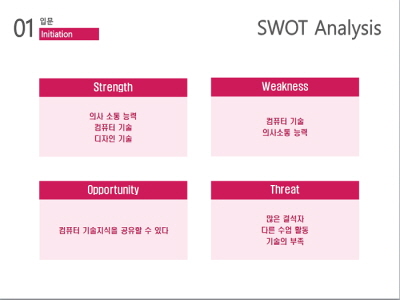 01
입문
Initiation
SWOT Analysis
Strength
의사 소통 능력
컴퓨터 기술
디자인 기술
Weakness
컴퓨터 기술
의사소통 능력
Opportunity
컴퓨터 기술지식을 공유할 수 있다
Threat
많은 결석자
다른 수업 활동
기술의 부족